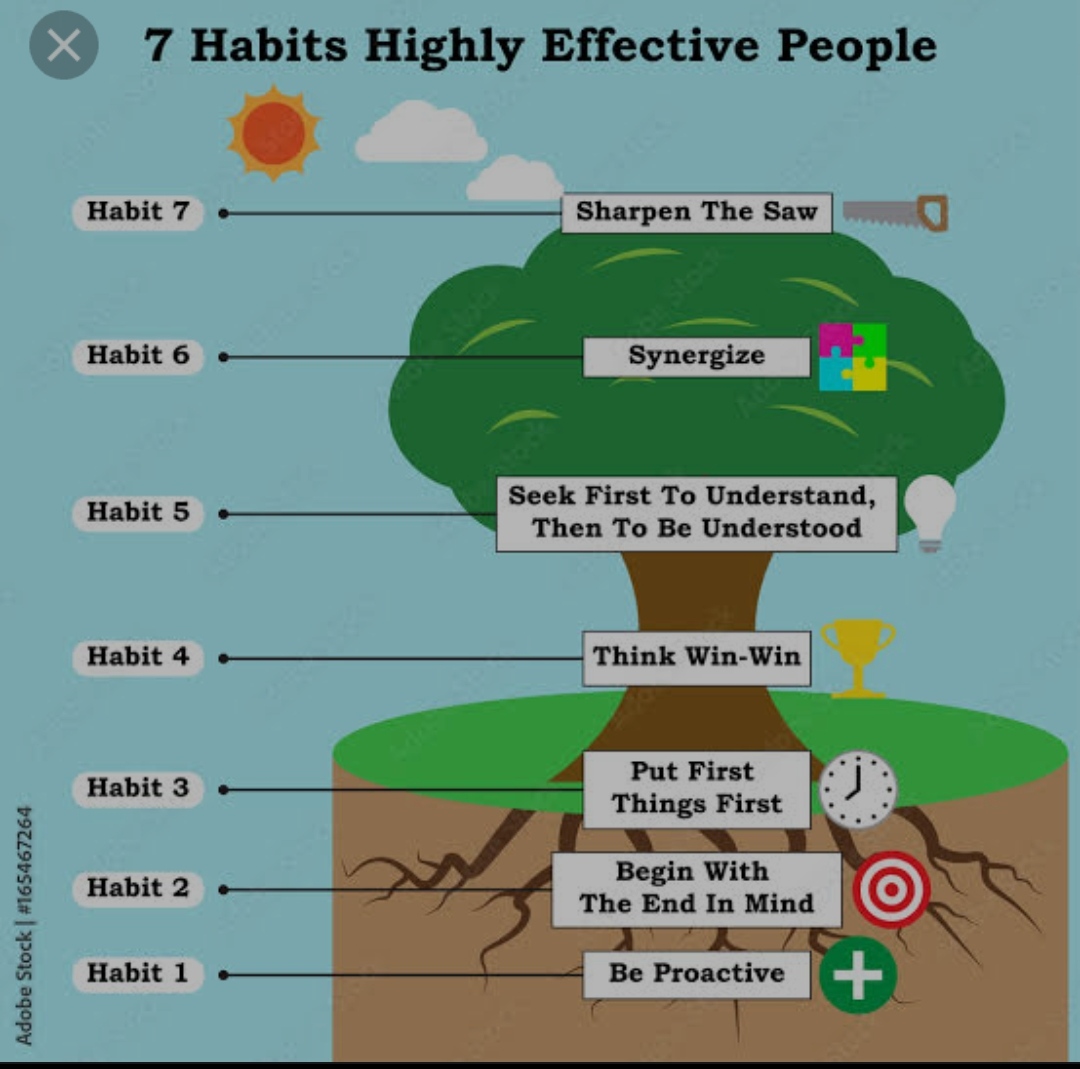 7 Habits Highly Effective People
Habit 7
Sharpen The Saw
Habit 6
Synergize
Habit 5
Seek First To Understand,
Then To Be Understood
Habit 4
Think Win-Win
Habit 3
Put First
Things First
Habit 2
Begin With
The End In Mind
Habit 1
Be Proactive
Adobe Stock | #165467264